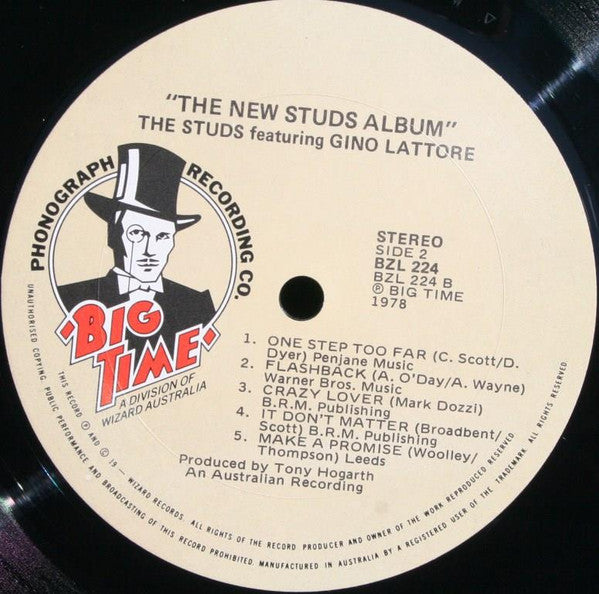 "THE NEW STUDS ALBUM"
THE STUDS featuring GINO LATTORE
PHONOGRAPH RECORDING CO.
'BIG
TIME'
A DIVISION OF
WIZARD AUSTRALIA
STEREO
SIDE 2
BZL 224
BZL 224 B
Ⓟ BIG TIME
1978
1. ONE STEP TOO FAR (C. Scott/D.
Dyer) Penjane Music
2. FLASHBACK (A. O'Day/A. Wayne)
Warner Bros. Music
3. CRAZY LOVER (Mark Dozzi)
B.R.M. Publishing
4. IT DON'T MATTER (Broadbent/
Scott) B.R.M. Publishing
5. MAKE A PROMISE (Woolley/
Thompson) Leeds
Produced by Tony Hogarth
An Australian Recording
THIS RECORD Ⓟ AND © 19 — WIZARD RECORDS. ALL RIGHTS OF THE RECORD PRODUCER AND OWNER OF THE WORK REPRODUCED RESERVED.
UNAUTHORISED COPYING, PUBLIC PERFORMANCE AND BROADCASTING OF THIS RECORD PROHIBITED. MANUFACTURED IN AUSTRALIA BY A REGISTERED USER OF THE TRADEMARK. ALL RIGHTS RESERVED